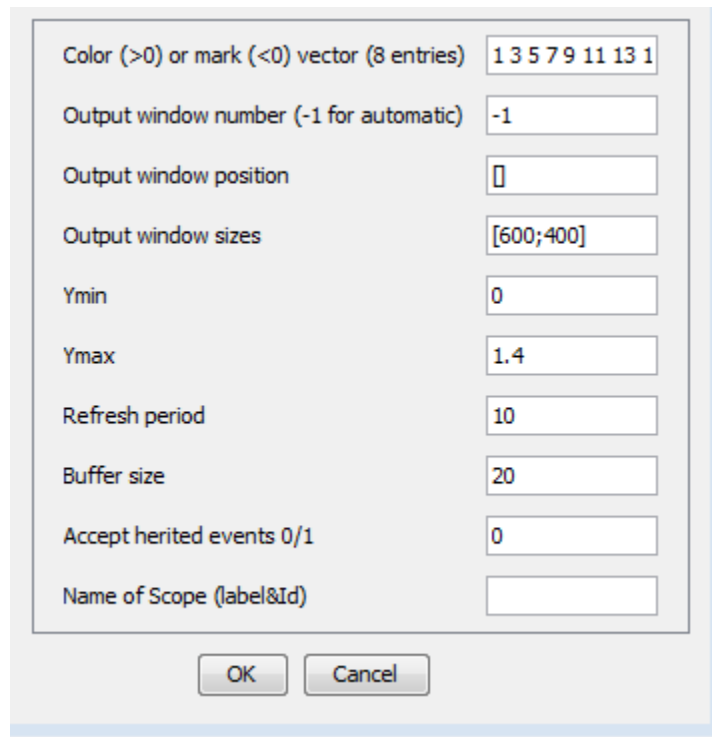 Color (>0) or mark (<0) vector (8 entries) 1 3 5 7 9 11 13 1
Output window number (-1 for automatic) -1
Output window position []
Output window sizes [600;400]
Ymin 0
Ymax 1.4
Refresh period 10
Buffer size 20
Accept herited events 0/1 0
Name of Scope (label&Id)
OK Cancel